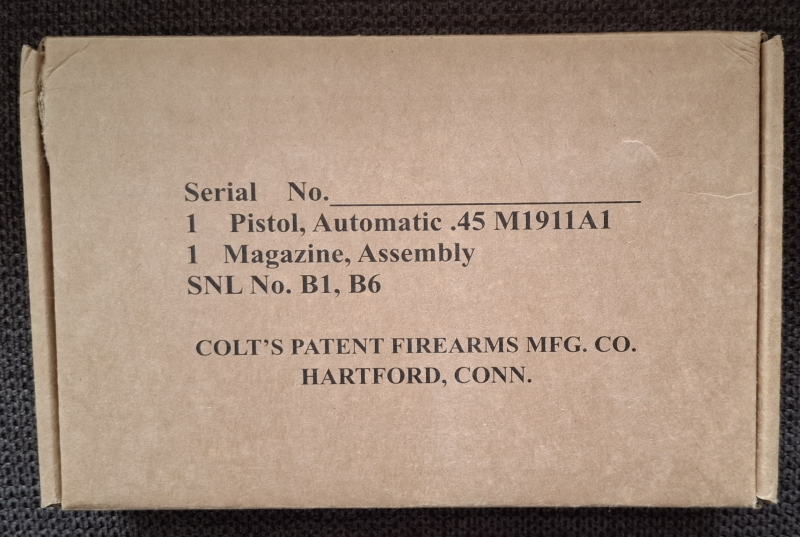 Serial No.____________________
1 Pistol, Automatic .45 M1911A1
1 Magazine, Assembly
SNL No. B1, B6
COLT’S PATENT FIREARMS MFG. CO.
HARTFORD, CONN.